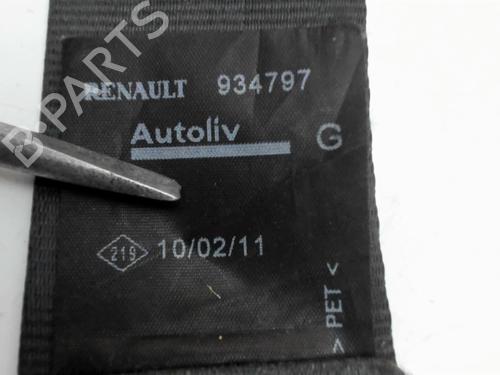 B-PARTS
RENAULT 934797
Autoliv G
219 10/02/11
> PET <